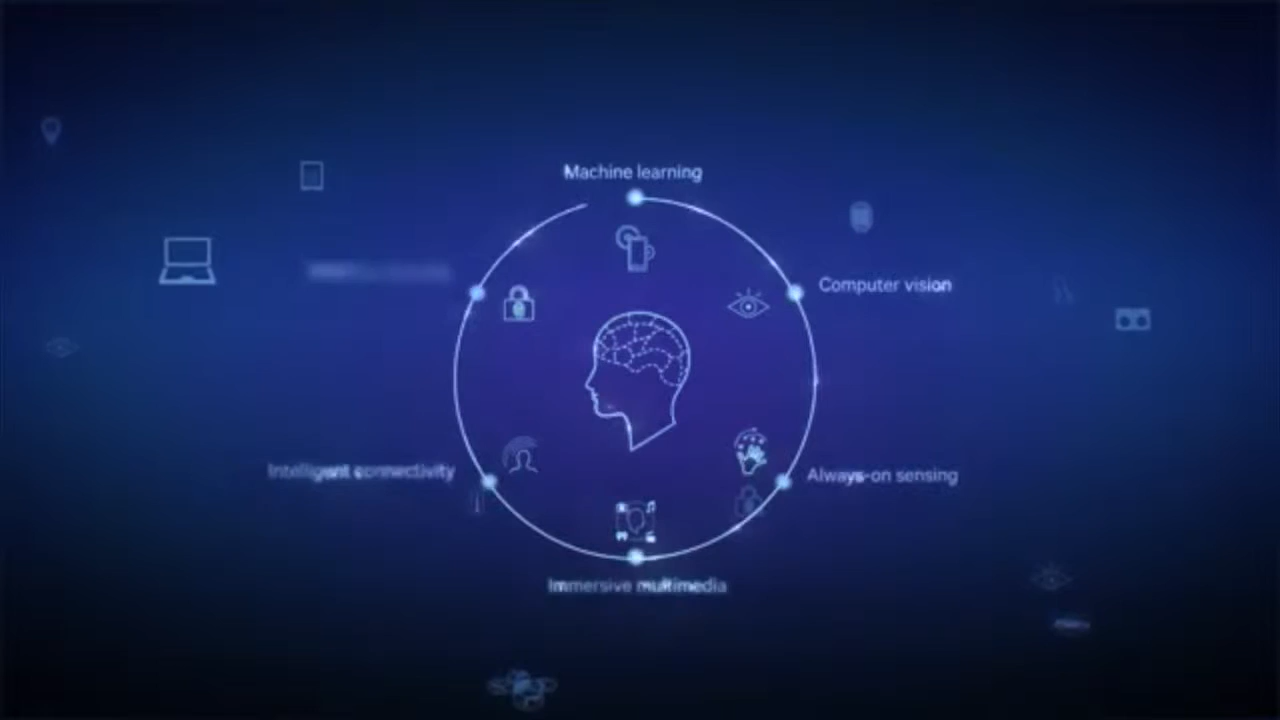 Machine learning
Computer vision
Always-on sensing
Intelligent connectivity
Immersive multimedia